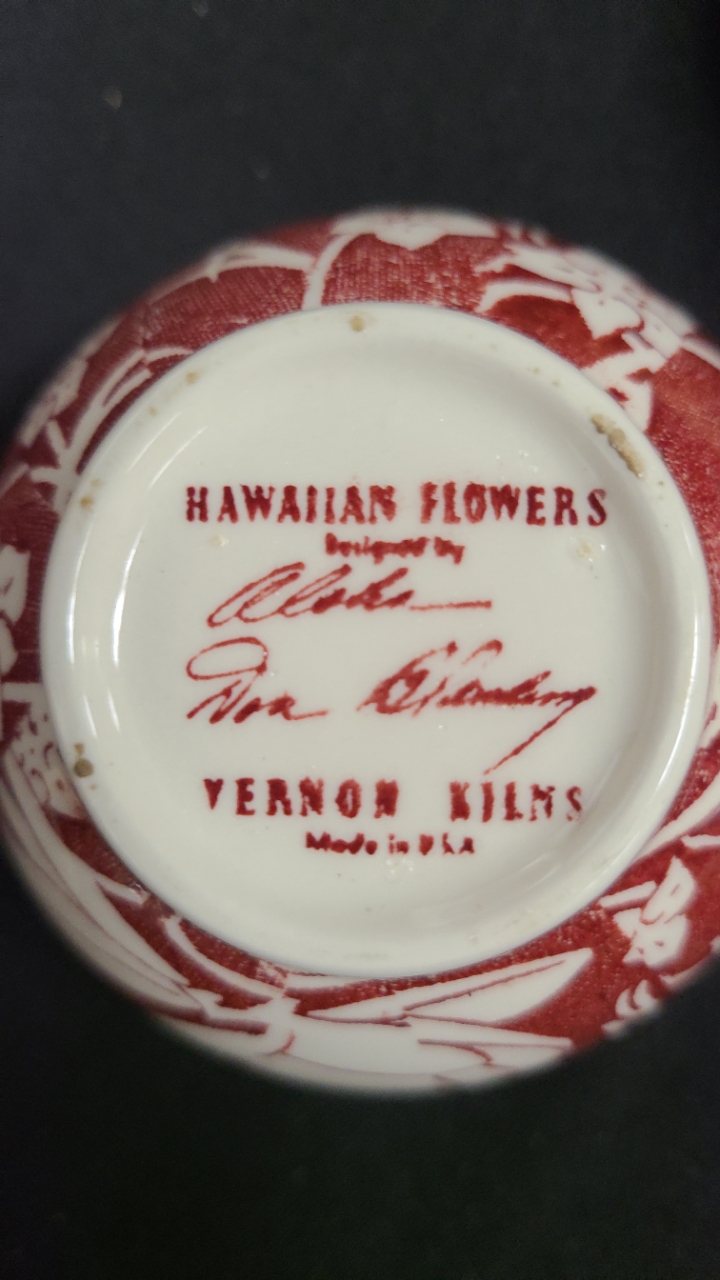 HAWAIIAN FLOWERS
Designed by
Aloha
Don Blanding
VERNON KILNS
Made in U.S.A